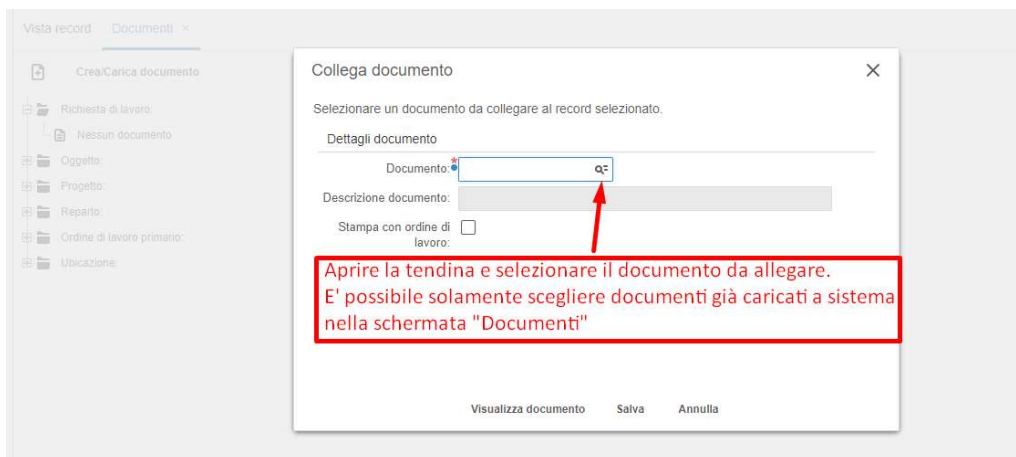 Vista record Documenti ×
Crea/Carica documento
Richiesta di lavoro:
Nessun documento
Oggetto:
Progetto:
Reparto:
Ordine di lavoro primario:
Ubicazione:
Collega documento
Selezionare un documento da collegare al record selezionato.
Dettagli documento
Documento:*
Descrizione documento:
Stampa con ordine di
lavoro:
Aprire la tendina e selezionare il documento da allegare.
E' possibile solamente scegliere documenti già caricati a sistema
nella schermata "Documenti"
Visualizza documento Salva Annulla